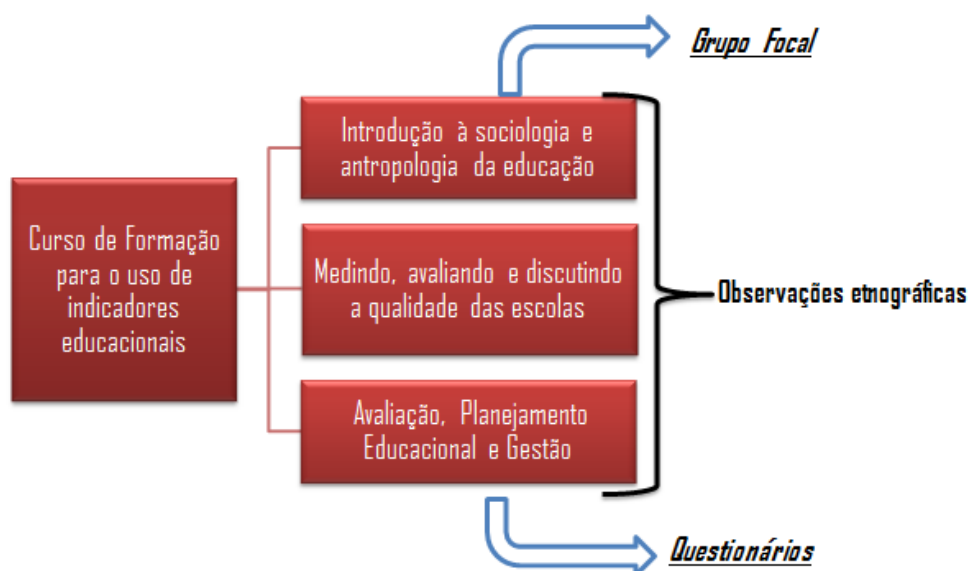 Grupo Focal
Introdução à sociologia e
antropologia da educação
Curso de Formação
para o uso de
indicadores
educacionais
Medindo, avaliando e discutindo
a qualidade das escolas
Observações etnográficas
Avaliação, Planejamento
Educacional e Gestão
Questionários